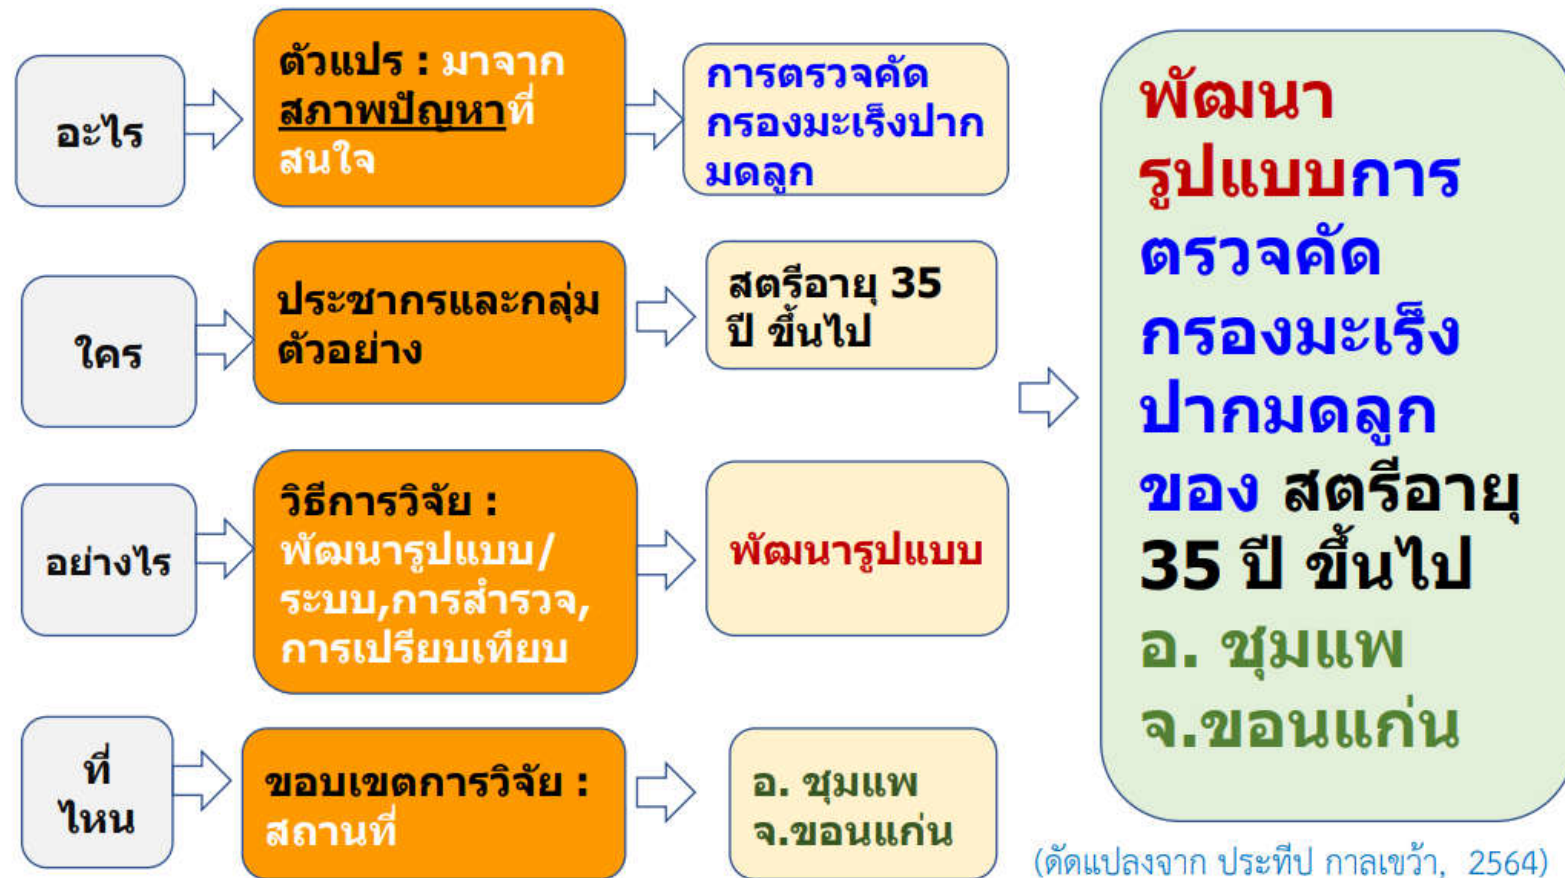 อะไร
ตัวแปร : มาจาก
สภาพปัญหาที่
สนใจ
การตรวจคัด
กรองมะเร็งปาก
มดลูก
ใคร
ประชากรและกลุ่ม
ตัวอย่าง
สตรีอายุ 35
ปี ขึ้นไป
อย่างไร
วิธีการวิจัย :
พัฒนารูปแบบ/
ระบบ,การสำรวจ,
การเปรียบเทียบ
พัฒนารูปแบบ
ที่
ไหน
ขอบเขตการวิจัย :
สถานที่
อ. ชุมแพ
จ.ขอนแก่น
พัฒนา
รูปแบบการ
ตรวจคัด
กรองมะเร็ง
ปากมดลูก
ของ สตรีอายุ
35 ปี ขึ้นไป
อ. ชุมแพ
จ.ขอนแก่น
(ดัดแปลงจาก ประทีป กาลเขว้า, 2564)